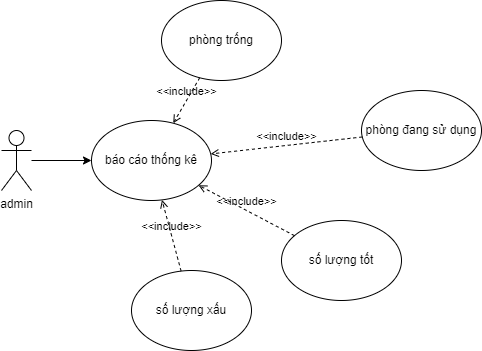 phòng trống
<<include>>
<<include>>
phòng đang sử dụng
báo cáo thống kê
admin
<<include>>
<<include>>
số lượng tốt
số lượng xấu